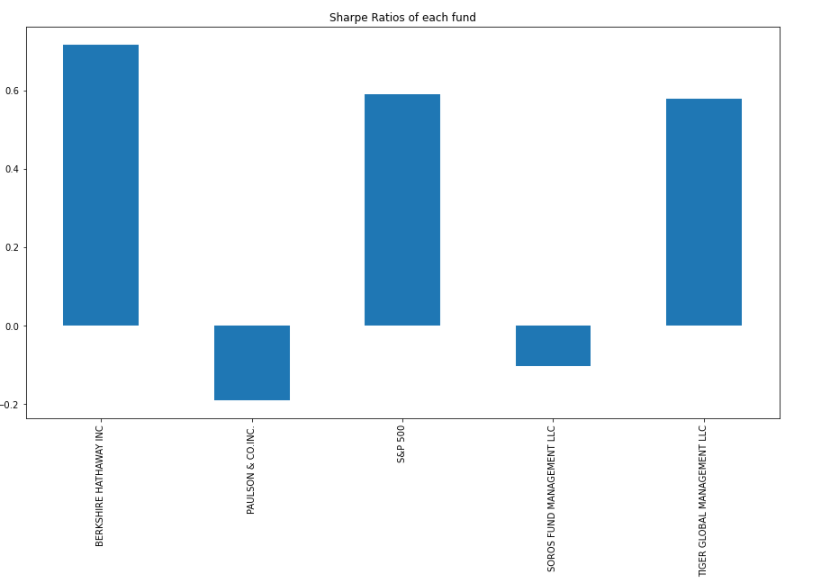 Sharpe Ratios of each fund
0.6
0.4
0.2
0.0
−0.2
BERKSHIRE HATHAWAY INC
PAULSON & CO.INC.
S&P 500
SOROS FUND MANAGEMENT LLC
TIGER GLOBAL MANAGEMENT LLC